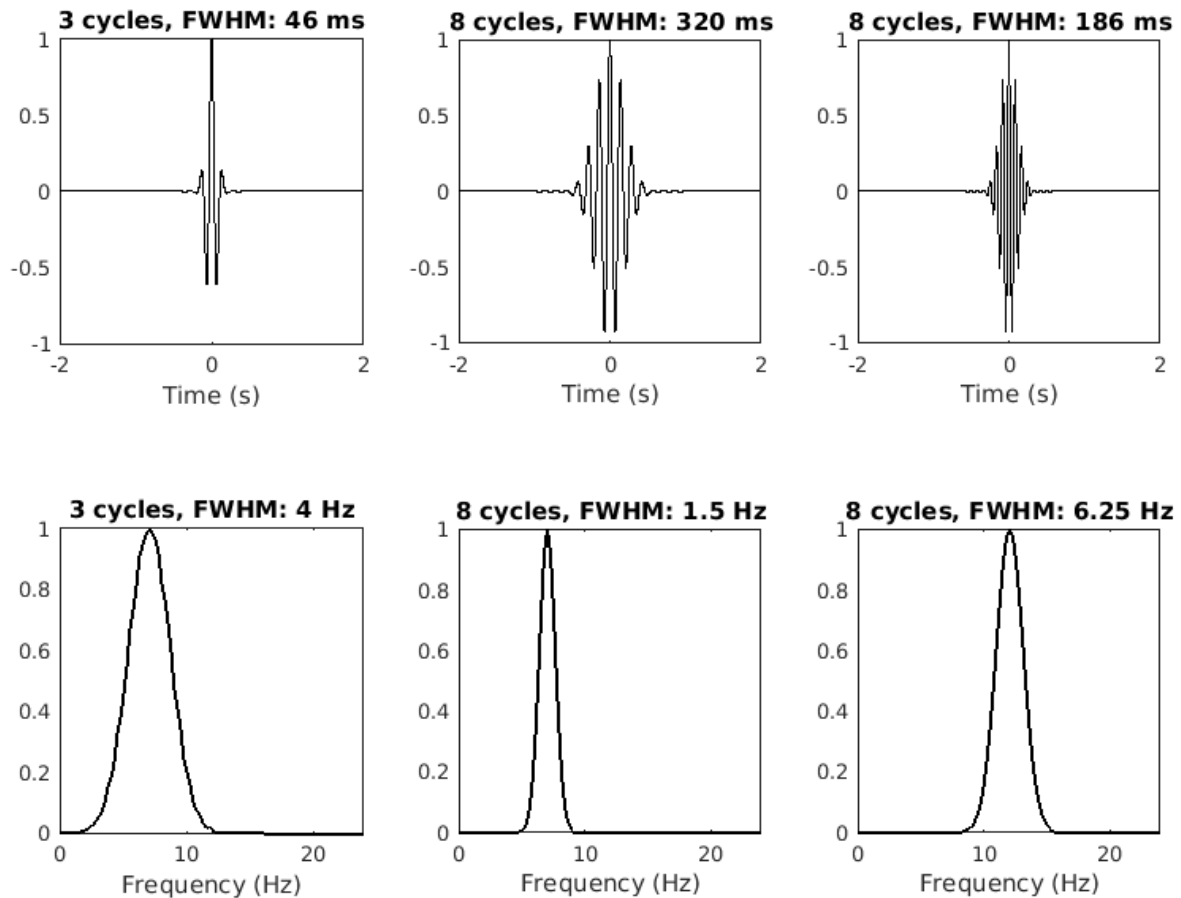 3 cycles, FWHM: 46 ms
8 cycles, FWHM: 320 ms
8 cycles, FWHM: 186 ms
1
0.5
0
-0.5
-1
-2 0 2
Time (s)
1
0.5
0
-0.5
-1
-2 0 2
Time (s)
1
0.5
0
-0.5
-1
-2 0 2
Time (s)
3 cycles, FWHM: 4 Hz
8 cycles, FWHM: 1.5 Hz
8 cycles, FWHM: 6.25 Hz
1
0.8
0.6
0.4
0.2
0
0 10 20
Frequency (Hz)
1
0.8
0.6
0.4
0.2
0
0 10 20
Frequency (Hz)
1
0.8
0.6
0.4
0.2
0
0 10 20
Frequency (Hz)